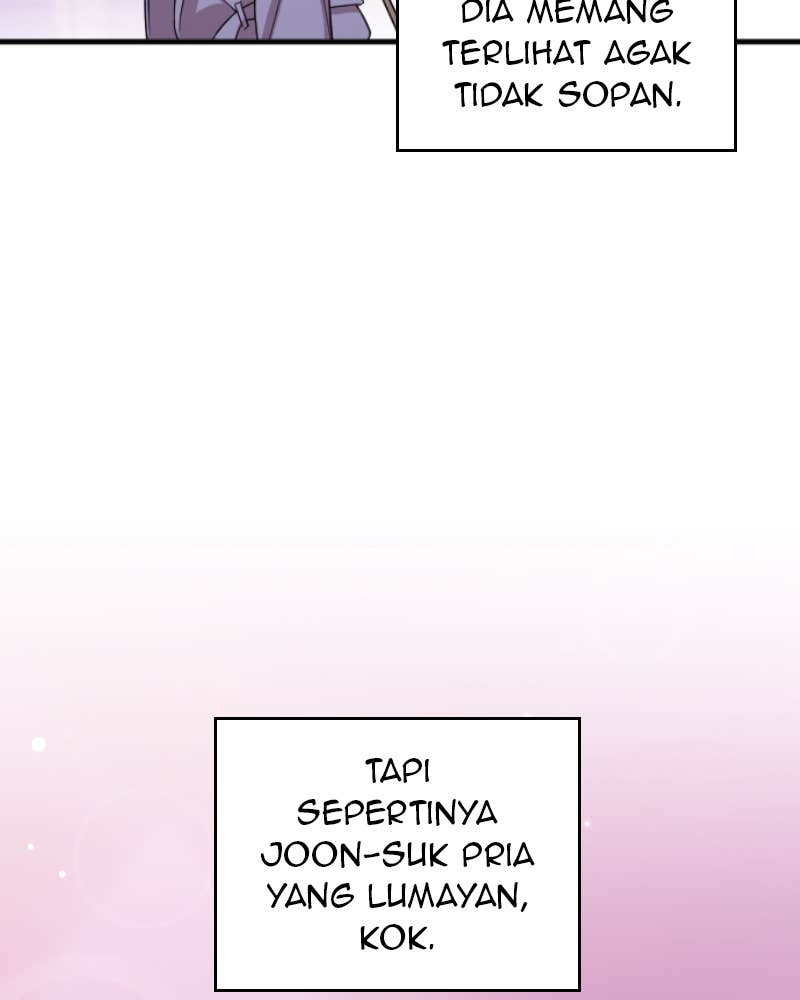 DIA MEMANG
TERLIHAT AGAK
TIDAK SOPAN.
TAPI
SEPERTINYA
JOON-SUK PRIA
YANG LUMAYAN,
KOK.